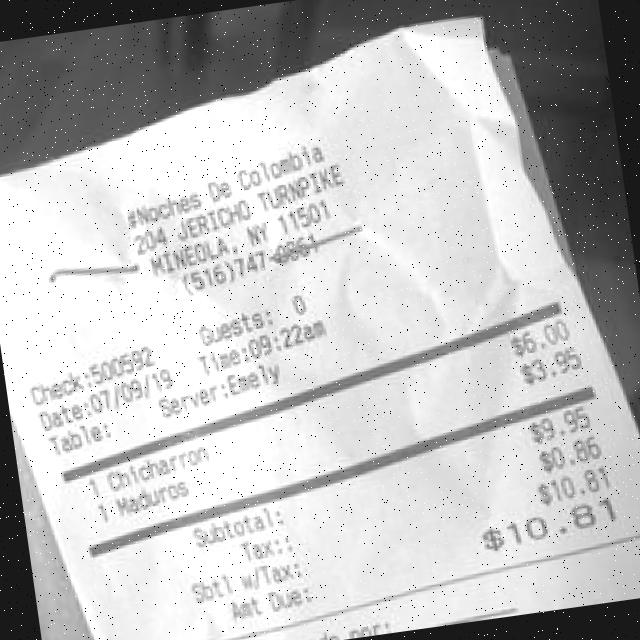 #Noches De Colombia
204 JERICHO TURNPIKE
MINEOLA, NY 11501
(516)747-
Check:500592 Guests: 0
Date:07/09/19 Time:09:22am
Table: Server:Emely
1 Chicharron $6.00
1 Maduros $3.95
Subtotal: $9.95
Tax: $0.86
Sbtl w/Tax: $10.81
Amt Due: $10.81